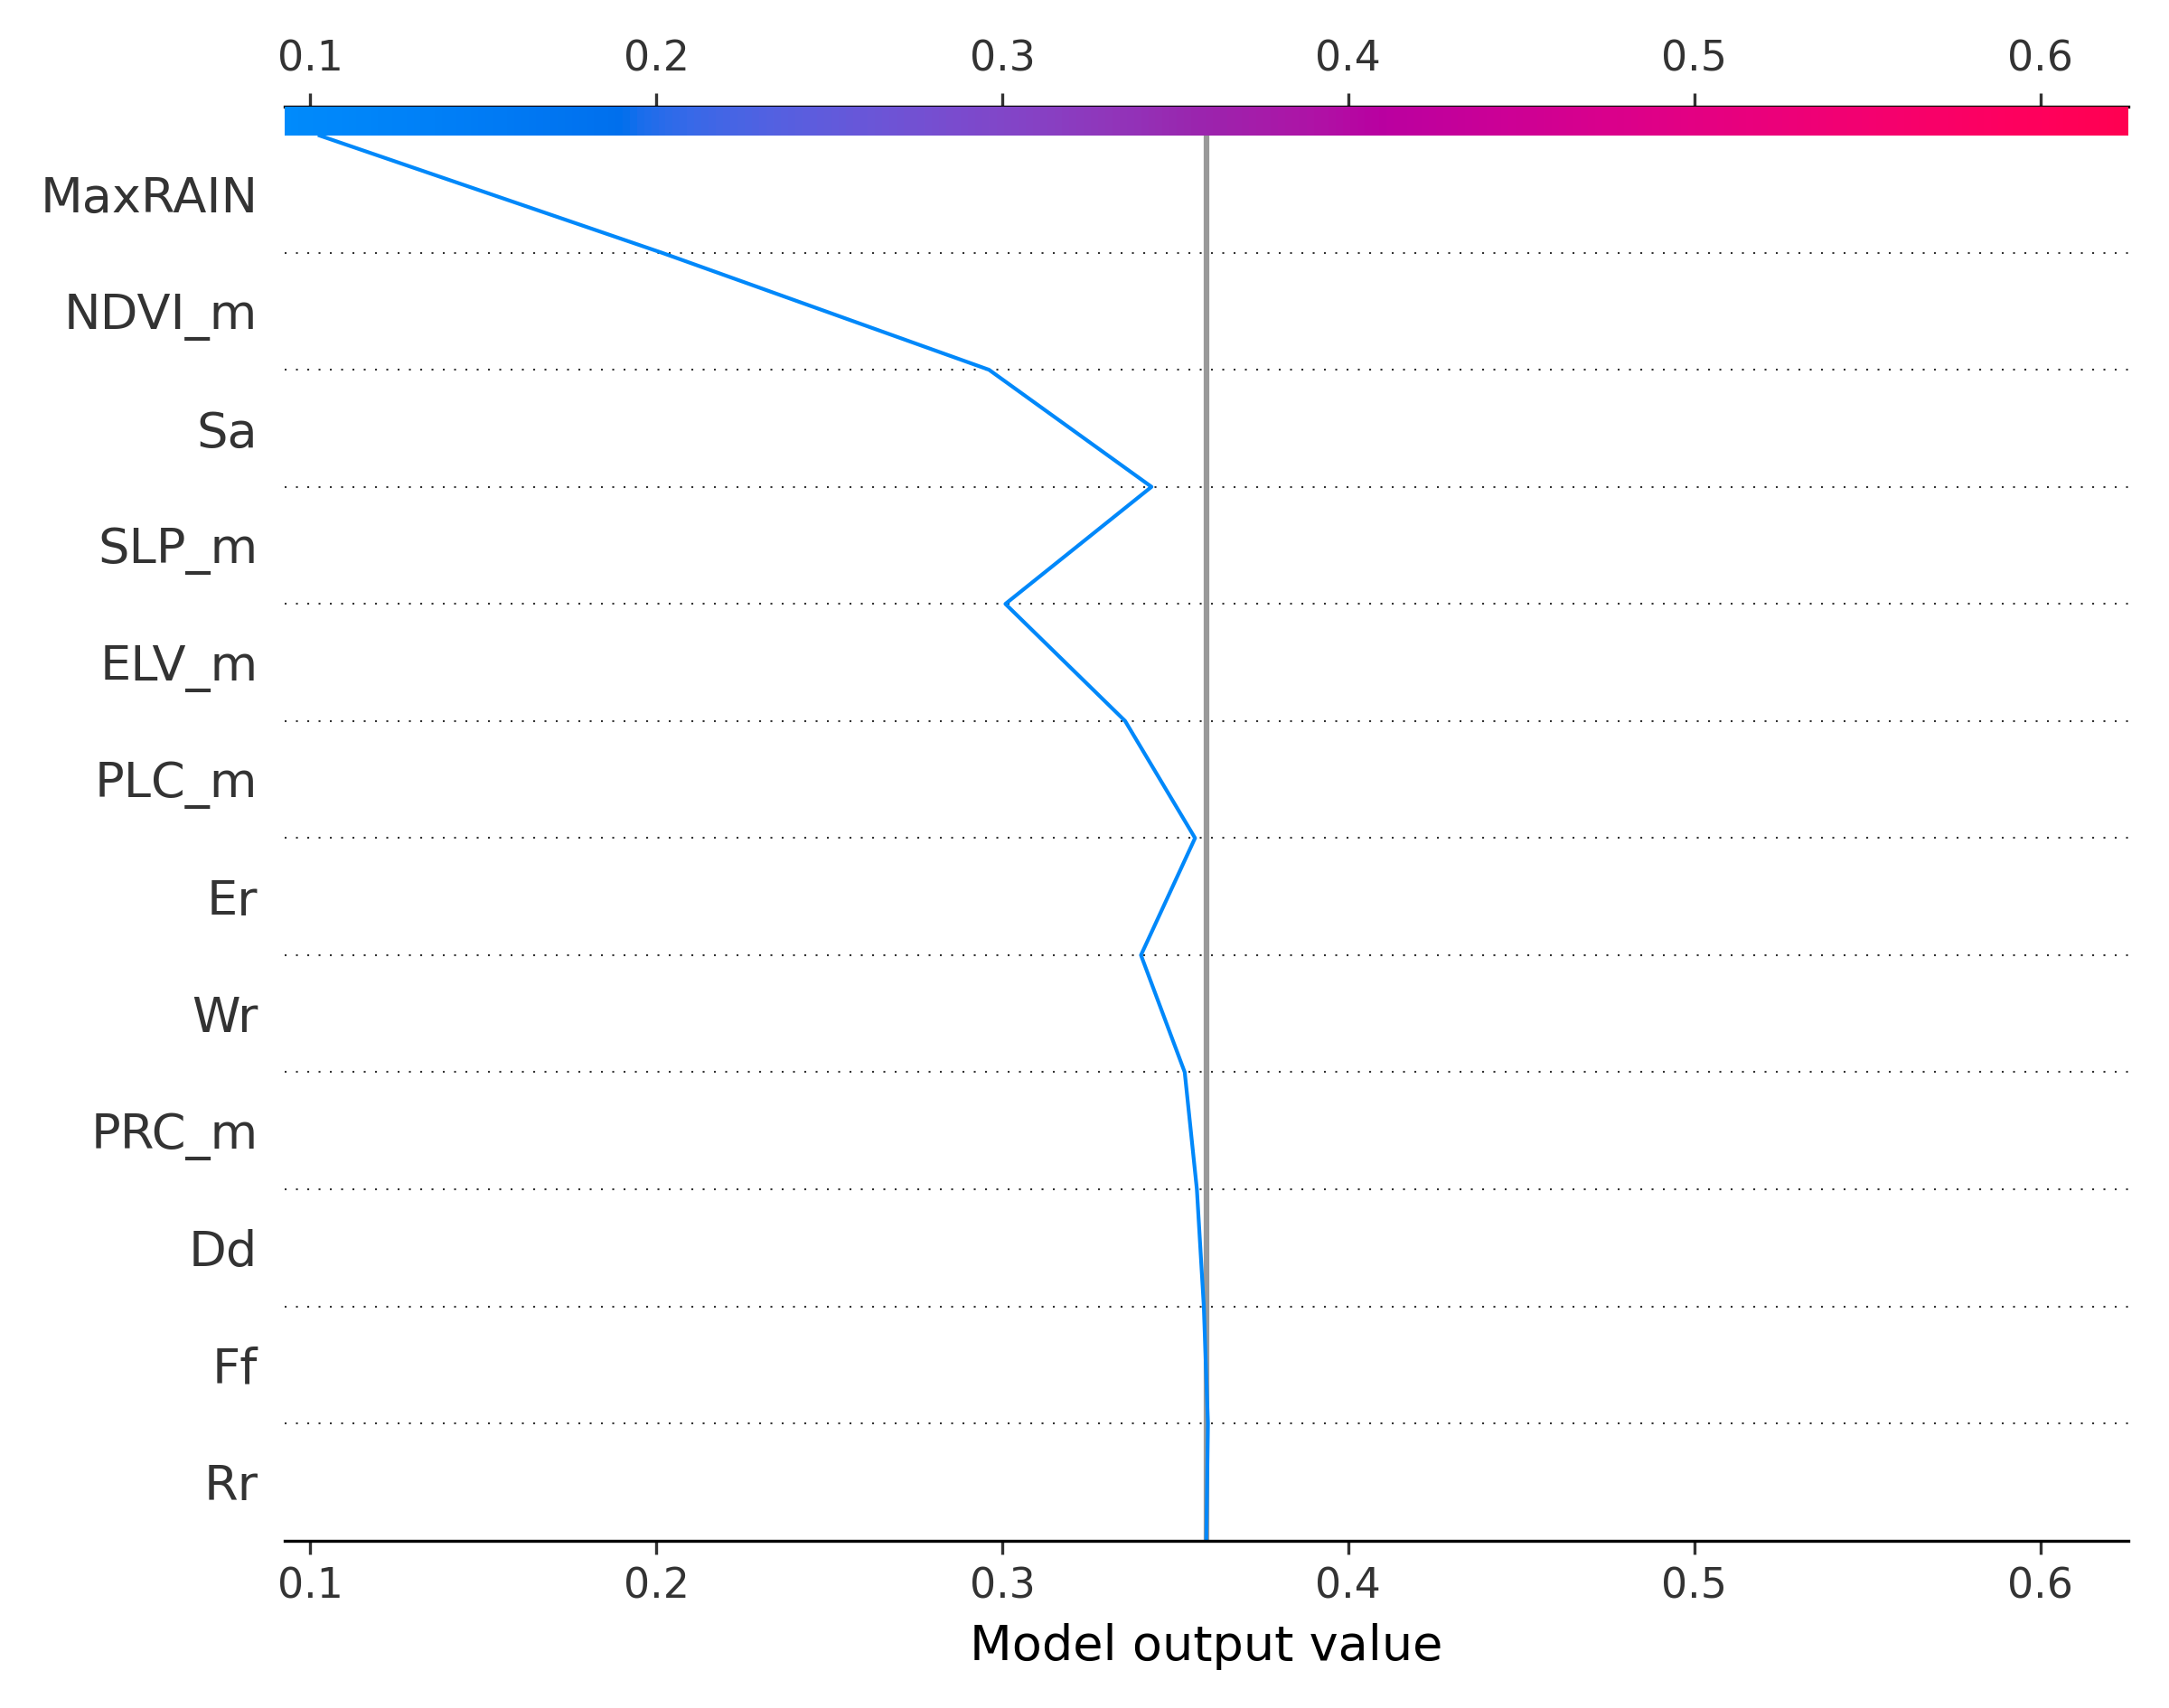 0.1 0.2 0.3 0.4 0.5 0.6
MaxRAIN
NDVI_m
Sa
SLP_m
ELV_m
PLC_m
Er
Wr
PRC_m
Dd
Ff
Rr
0.1 0.2 0.3 0.4 0.5 0.6
Model output value